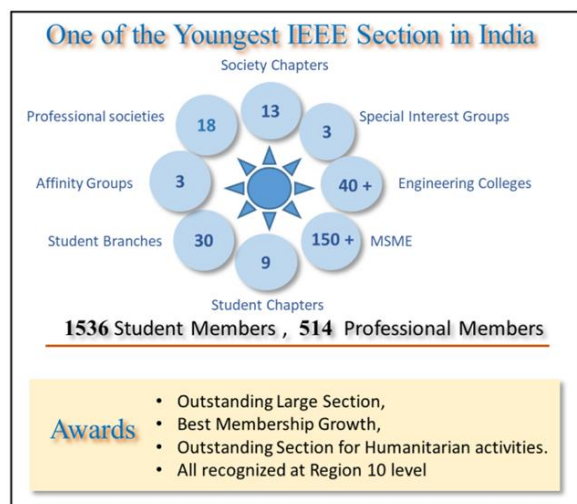 One of the Youngest IEEE Section in India
Society Chapters
13
Professional societies
18
3
Special Interest Groups
Affinity Groups
3
40 +
Engineering Colleges
Student Branches
30
150 +
MSME
9
Student Chapters
1536 Student Members , 514 Professional Members
Awards
• Outstanding Large Section,
• Best Membership Growth,
• Outstanding Section for Humanitarian activities.
• All recognized at Region 10 level